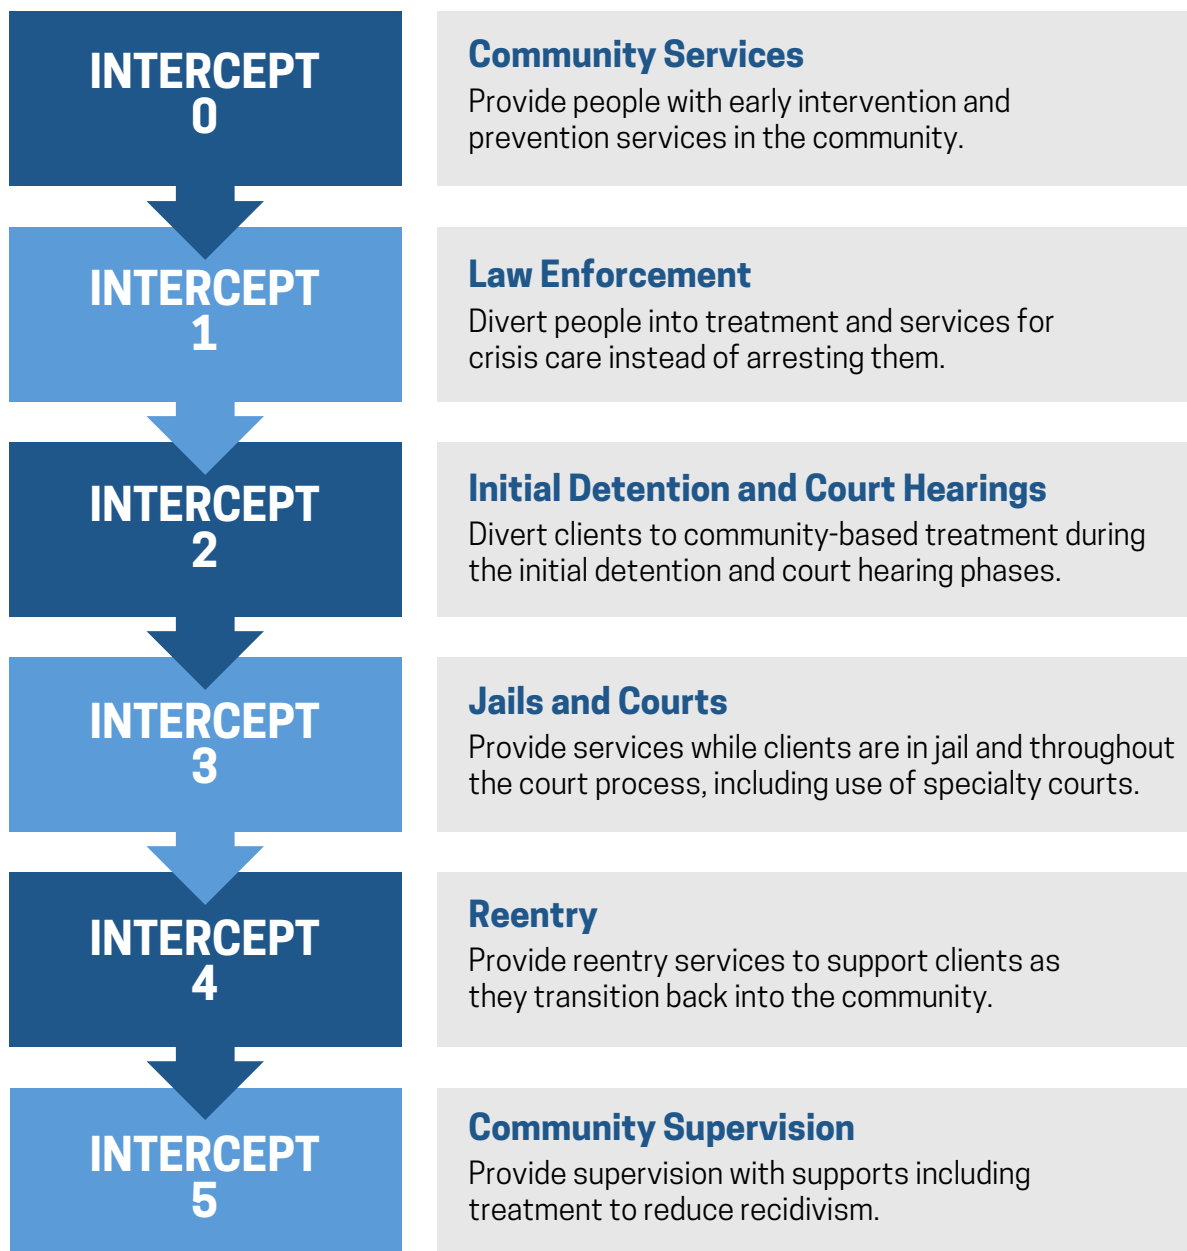 INTERCEPT
0
Community Services
Provide people with early intervention and
prevention services in the community.
INTERCEPT
1
Law Enforcement
Divert people into treatment and services for
crisis care instead of arresting them.
INTERCEPT
2
Initial Detention and Court Hearings
Divert clients to community-based treatment during
the initial detention and court hearing phases.
INTERCEPT
3
Jails and Courts
Provide services while clients are in jail and throughout
the court process, including use of specialty courts.
INTERCEPT
4
Reentry
Provide reentry services to support clients as
they transition back into the community.
INTERCEPT
5
Community Supervision
Provide supervision with supports including
treatment to reduce recidivism.